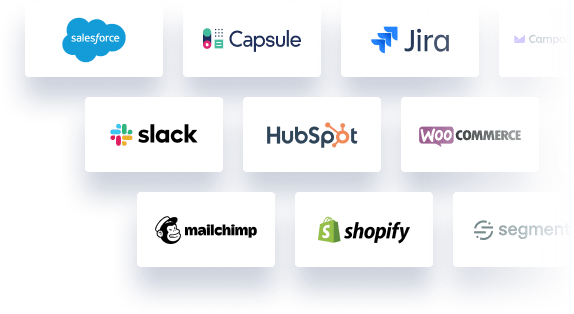 salesforce
Capsule
Jira
slack
HubSpot
WOO COMMERCE
mailchimp
shopify
segment